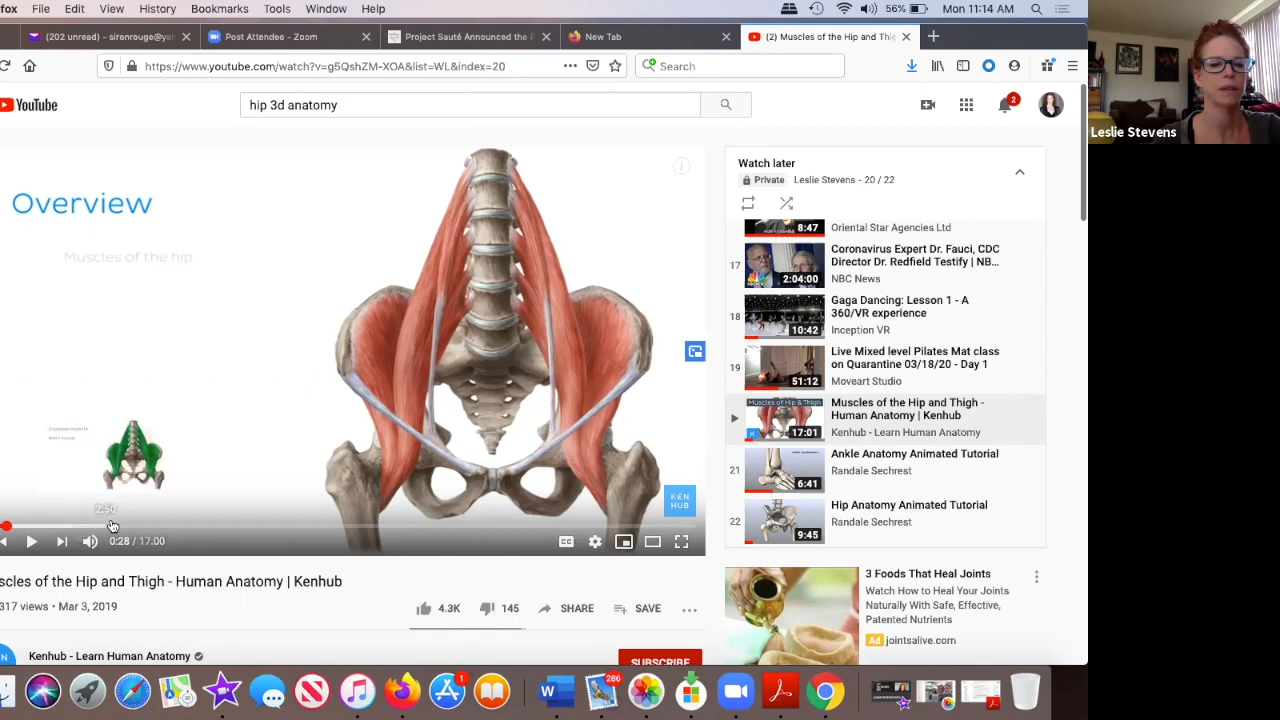 fox File Edit View History Bookmarks Tools Window Help 56% Mon 11:14 AM
(202 unread) - sirenrouge@ya Post Attendee - Zoom Project Sauté Announced the P New Tab (2) Muscles of the Hip and Thig
https://www.youtube.com/watch?v=g5QshZM-XOA&list=WL&index=20 Search
YouTube hip 3d anatomy 2
Leslie Stevens
Overview
Muscles of the hip
2:50
KEN
HUB
0:28 / 17:00
CC
scles of the Hip and Thigh - Human Anatomy | Kenhub
317 views • Mar 3, 2019
4.3K 145 SHARE SAVE
Kenhub - Learn Human Anatomy
SUBSCRIBE
Watch later
Private Leslie Stevens - 20 / 22
8:47 Oriental Star Agencies Ltd
17 2:04:00 Coronavirus Expert Dr. Fauci, CDC
Director Dr. Redfield Testify | NB...
NBC News
18 10:42 Gaga Dancing: Lesson 1 - A
360/VR experience
Inception VR
19 51:12 Live Mixed level Pilates Mat class
on Quarantine 03/18/20 - Day 1
Moveart Studio
Muscles of Hip & Thigh 17:01 Muscles of the Hip and Thigh -
Human Anatomy | Kenhub
Kenhub - Learn Human Anatomy
21 6:41 Ankle Anatomy Animated Tutorial
Randale Sechrest
22 9:45 Hip Anatomy Animated Tutorial
Randale Sechrest
3 Foods That Heal Joints
Watch How to Heal Your Joints
Naturally With Safe, Effective,
Patented Nutrients
Ad jointsalive.com
1 286